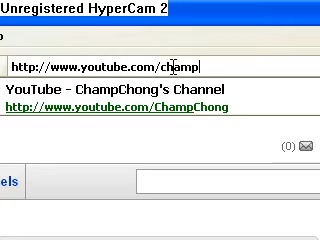 Unregistered HyperCam 2
p
http://www.youtube.com/champ
YouTube - ChampChong's Channel
http://www.youtube.com/ChampChong
(0)
els